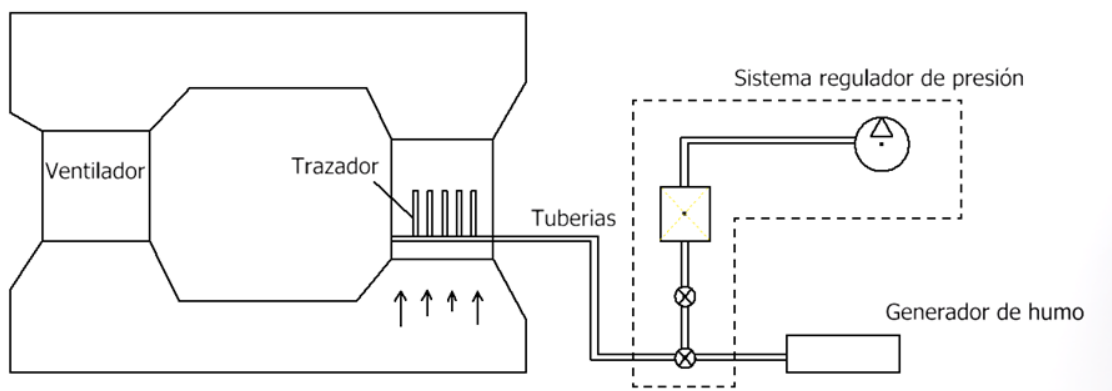 Sistema regulador de presión
Ventilador
Trazador
Tuberias
Generador de humo